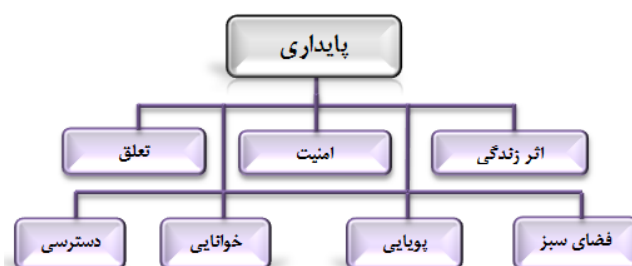 پایداری
اثر زندگی
امنیت
تعلق
فضای سبز
پویایی
خوانایی
دسترسی